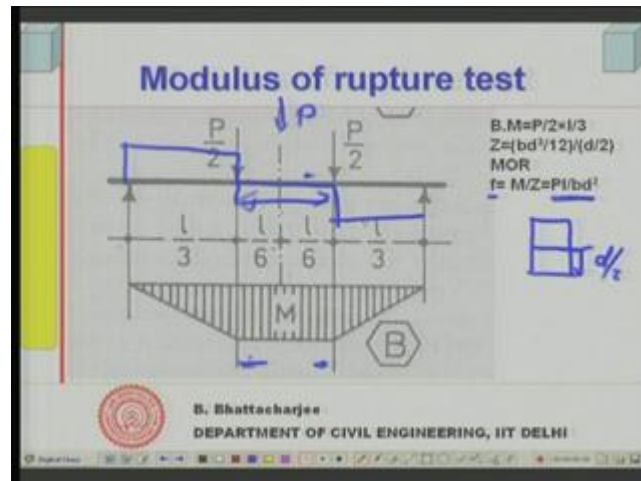 Modulus of rupture test
P
P/2
P/2
B.M=P/2*l/3
Z=(bd³/12)/(d/2)
MOR
f= M/Z=Pl/bd²
d/2
l/3
l/6
l/6
l/3
M
B
B. Bhattacharjee
DEPARTMENT OF CIVIL ENGINEERING, IIT DELHI